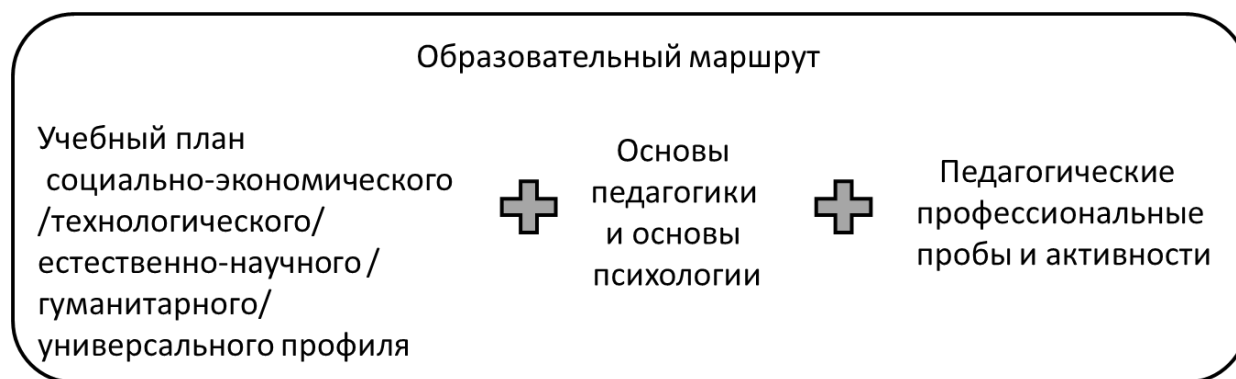 Образовательный маршрут
Учебный план
социально-экономического
/технологического/
естественно-научного /
гуманитарного/
универсального профиля
Основы
педагогики
и основы
психологии
Педагогические
профессиональные
пробы и активности